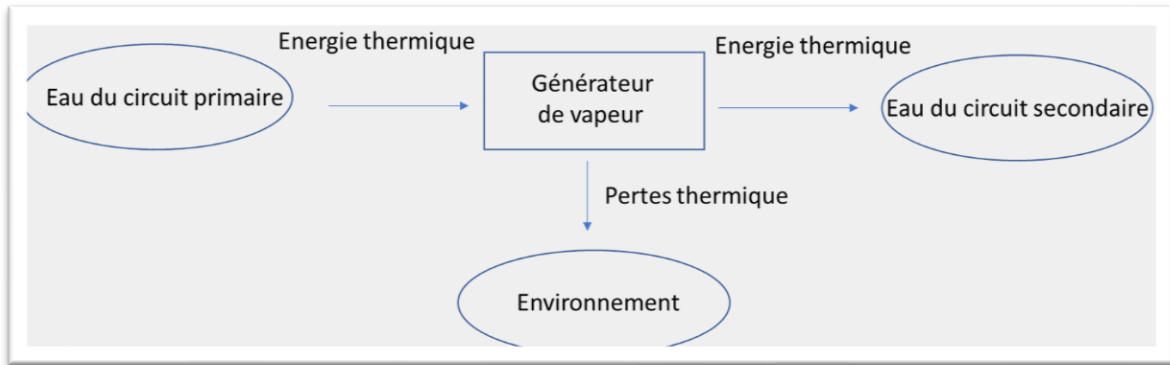 Energie thermique
Energie thermique
Eau du circuit primaire
Générateur
de vapeur
Eau du circuit secondaire
Pertes thermique
Environnement